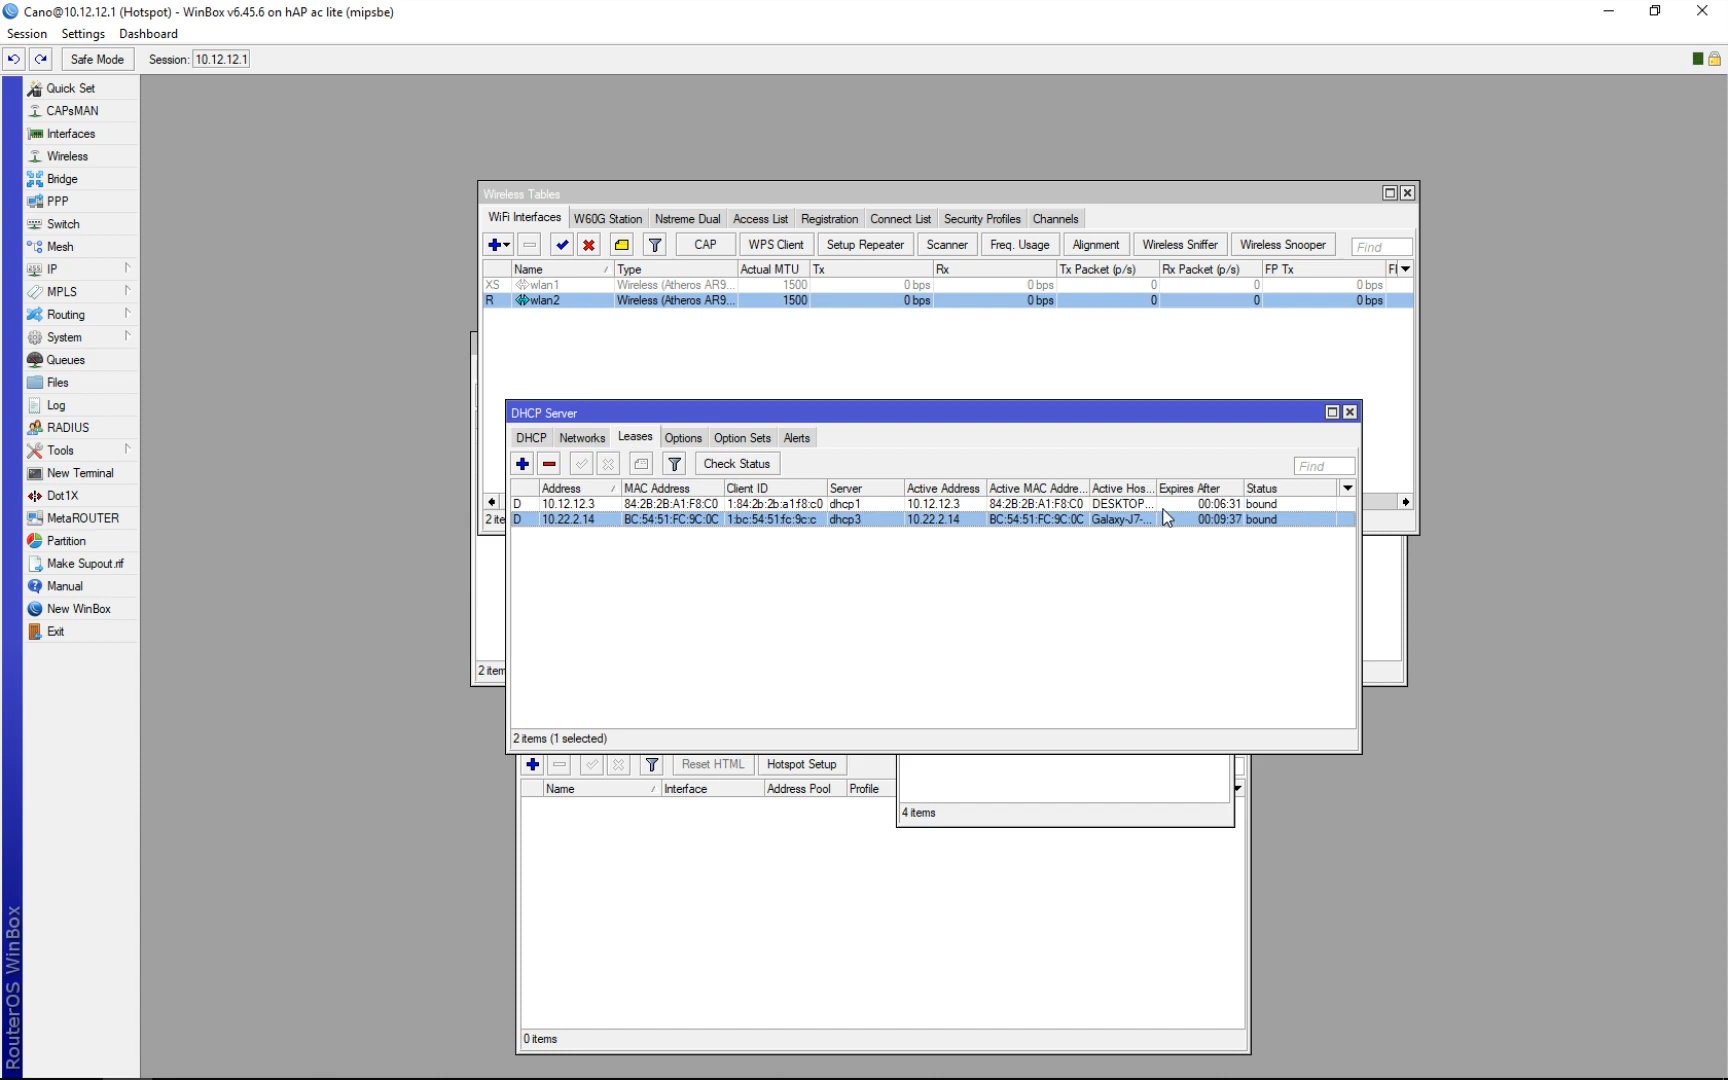 Cano@10.12.12.1 (Hotspot) - WinBox v6.45.6 on hAP ac lite (mipsbe)
Session Settings Dashboard
Safe Mode Session: 10.12.12.1
Quick Set
CAPsMAN
Interfaces
Wireless
Bridge
PPP
Switch
Mesh
IP
MPLS
Routing
System
Queues
Files
Log
RADIUS
Tools
New Terminal
Dot1X
MetaROUTER
Partition
Make Supout.rif
Manual
New WinBox
Exit
RouterOS WinBox
Wireless Tables
WiFi Interfaces W60G Station Nstreme Dual Access List Registration Connect List Security Profiles Channels
CAP WPS Client Setup Repeater Scanner Freq. Usage Alignment Wireless Sniffer Wireless Snooper Find
Name / Type Actual MTU Tx Rx Tx Packet (p/s) Rx Packet (p/s) FP Tx
XS wlan1 Wireless (Atheros AR9... 1500 0 bps 0 bps 0 0 0 bps
R wlan2 Wireless (Atheros AR9... 1500 0 bps 0 bps 0 0 0 bps
2 ite
2 item
DHCP Server
DHCP Networks Leases Options Option Sets Alerts
Check Status Find
Address / MAC Address Client ID Server Active Address Active MAC Addre... Active Hos... Expires After Status
D 10.12.12.3 84:2B:2B:A1:F8:C0 1:84:2b:2b:a1:f8:c0 dhcp1 10.12.12.3 84:2B:2B:A1:F8:C0 DESKTOP... 00:06:31 bound
D 10.22.2.14 BC:54:51:FC:9C:0C 1:bc:54:51:fc:9c:c dhcp3 10.22.2.14 BC:54:51:FC:9C:0C Galaxy-J7-... 00:09:37 bound
2 items (1 selected)
Reset HTML Hotspot Setup
Name / Interface Address Pool Profile
4 items
0 items